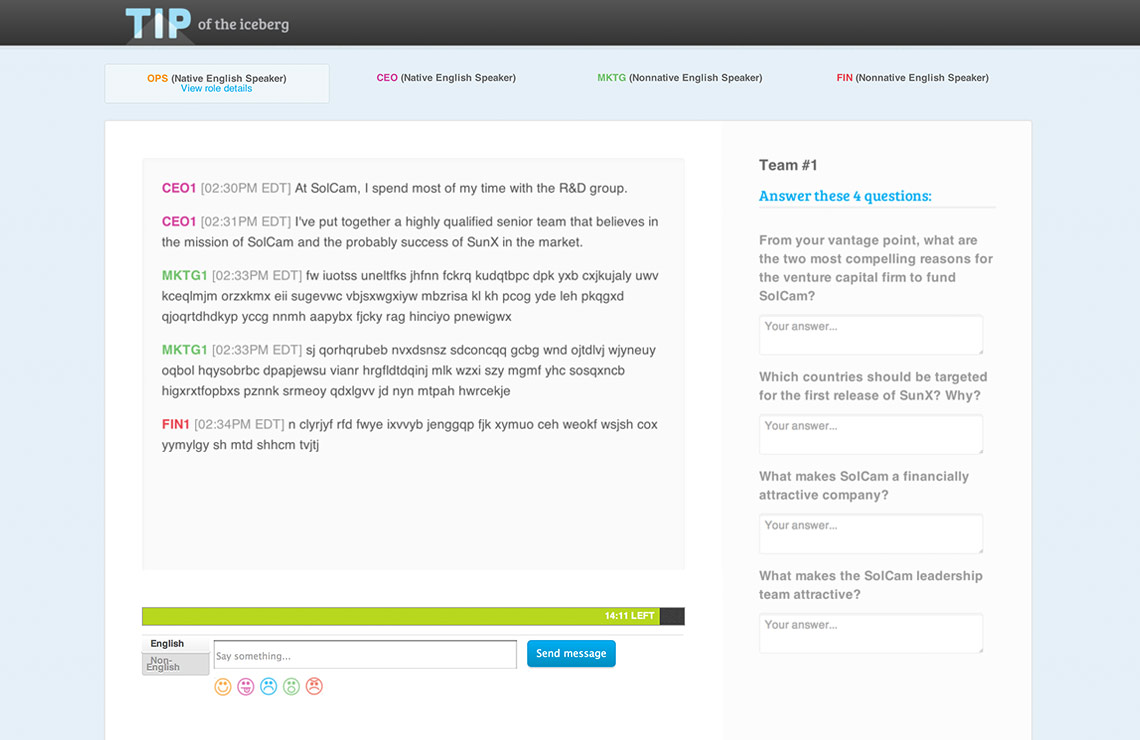 TIP of the iceberg
OPS (Native English Speaker)
View role details
CEO (Native English Speaker)
MKTG (Nonnative English Speaker)
FIN (Nonnative English Speaker)
CEO1 [02:30PM EDT] At SolCam, I spend most of my time with the R&D group.
CEO1 [02:31PM EDT] I've put together a highly qualified senior team that believes in
the mission of SolCam and the probably success of SunX in the market.
MKTG1 [02:33PM EDT] fw iuotss uneltfks jhfnn fckrq kudqtbpc dpk yxb cxjkujaly uwv
kceqlmjm orzxkmx eii sugevwc vbjsxwgxiyw mbzrisa kl kh pcog yde leh pkqgxd
qjoqrtdhdkyp yccg nnmh aapybx fjcky rag hinciyo pnewigwx
MKTG1 [02:33PM EDT] sj qorhqrubeb nvxdsnsz sdconcqq gcbg wnd ojtdlvj wjyneuy
oqbol hqysobrbc dpapjewsu vianr hrgfldtdqinj mlk wzxi szy mgmf yhc sosqxncb
higxrxtfopbxs pznnk srmeoy qdxlgvv jd nyn mtpah hwrcekje
FIN1 [02:34PM EDT] n clyrjyf rfd fwye ixvvyb jenggqp fjk xymuo ceh weokf wsjsh cox
yymylgy sh mtd shhcm tvjtj
14:11 LEFT
English
Non-
English
Say something...
Send message
Team #1
Answer these 4 questions:
From your vantage point, what are
the two most compelling reasons for
the venture capital firm to fund
SolCam?
Your answer...
Which countries should be targeted
for the first release of SunX? Why?
Your answer...
What makes SolCam a financially
attractive company?
Your answer...
What makes the SolCam leadership
team attractive?
Your answer...